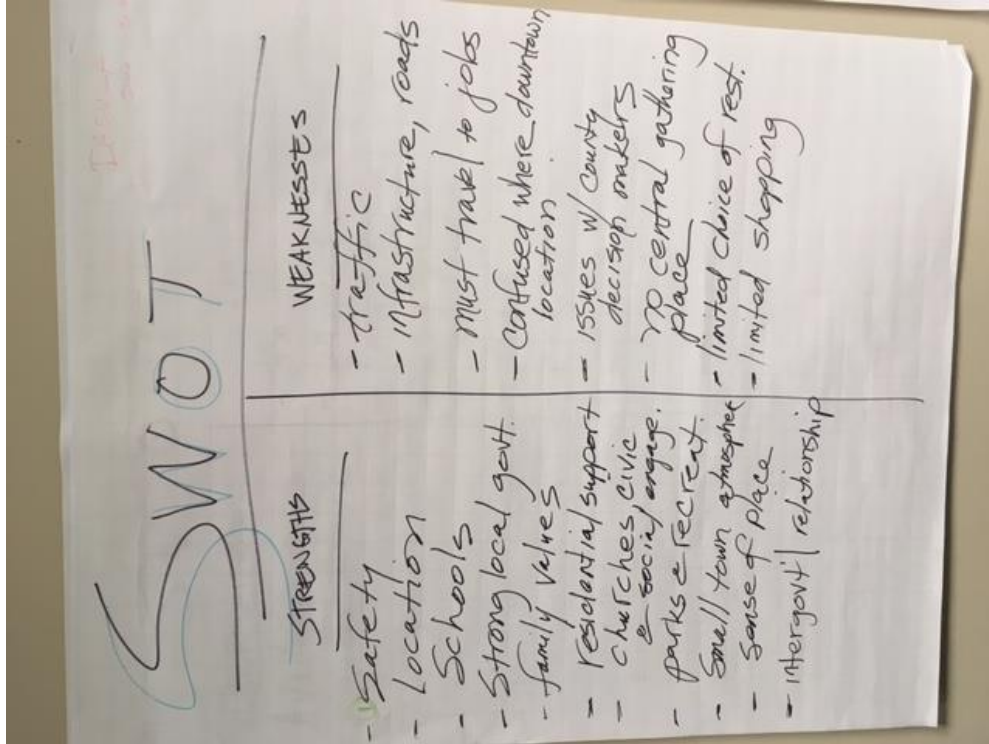 SWOT
STRENGTHS
- Safety
- Location
- Schools
- Strong local govt.
- family values
- residential support
- churches civic
& social engage.
- parks & recreat.
- Small town atmospher
- sense of place
- intergovt'l relationship
WEAKNESSES
- traffic
- infrastructure, roads
- must travel to jobs
- confused where downtown
location
- issues w/ county
decision makers
- no central gathering
place
- limited choice of rest.
- limited shopping